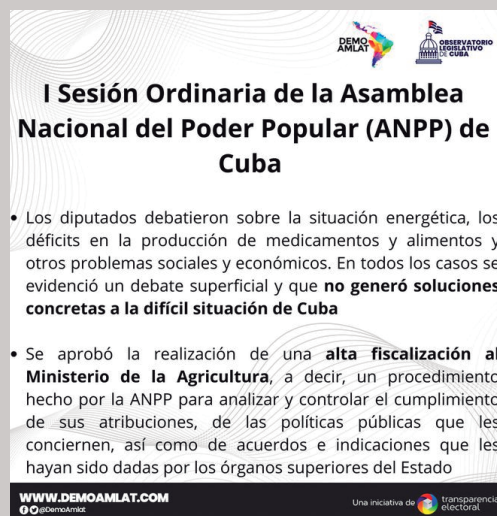 DEMO
AMLAT
OBSERVATORIO
LEGISLATIVO
DE CUBA
I Sesión Ordinaria de la Asamblea
Nacional del Poder Popular (ANPP) de
Cuba
• Los diputados debatieron sobre la situación energética, los
déficits en la producción de medicamentos y alimentos y
otros problemas sociales y económicos. En todos los casos se
evidenció un debate superficial y que no generó soluciones
concretas a la difícil situación de Cuba
• Se aprobó la realización de una alta fiscalización al
Ministerio de la Agricultura, a decir, un procedimiento
hecho por la ANPP para analizar y controlar el cumplimiento
de sus atribuciones, de las políticas públicas que les
conciernen, así como de acuerdos e indicaciones que les
hayan sido dadas por los órganos superiores del Estado
WWW.DEMOAMLAT.COM
@DemoAmlat
Una iniciativa de
transparencia
electoral